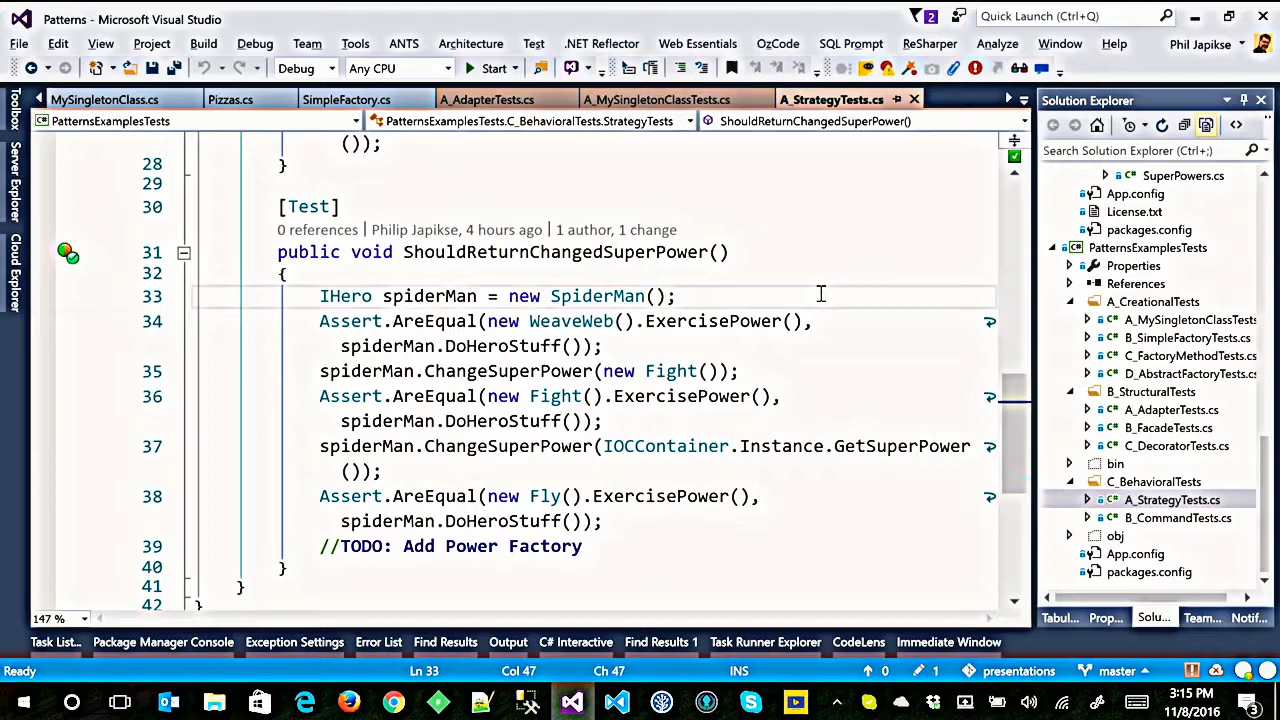 Patterns - Microsoft Visual Studio
2
Quick Launch (Ctrl+Q)
File Edit View Project Build Debug Team Tools ANTS Architecture Test .NET Reflector Web Essentials OzCode SQL Prompt ReSharper Analyze Window Help Phil Japikse
Debug Any CPU Start
MySingletonClass.cs Pizzas.cs SimpleFactory.cs A_AdapterTests.cs A_MySingletonClassTests.cs A_StrategyTests.cs
PatternsExamplesTests PatternsExamplesTests.C_BehavioralTests.StrategyTests ShouldReturnChangedSuperPower()
Toolbox
Server Explorer
Cloud Explorer
());
28 }
29
30 [Test]
0 references | Philip Japikse, 4 hours ago | 1 author, 1 change
31 public void ShouldReturnChangedSuperPower()
32 {
33 IHero spiderMan = new SpiderMan();
34 Assert.AreEqual(new WeaveWeb().ExercisePower(),
spiderMan.DoHeroStuff());
35 spiderMan.ChangeSuperPower(new Fight());
36 Assert.AreEqual(new Fight().ExercisePower(),
spiderMan.DoHeroStuff());
37 spiderMan.ChangeSuperPower(IOCContainer.Instance.GetSuperPower
());
38 Assert.AreEqual(new Fly().ExercisePower(),
spiderMan.DoHeroStuff());
39 //TODO: Add Power Factory
40 }
41 }
42 }
147 %
Solution Explorer
Search Solution Explorer (Ctrl+;)
C# SuperPowers.cs
App.config
License.txt
packages.config
C# PatternsExamplesTests
Properties
References
A_CreationalTests
C# A_MySingletonClassTests
C# B_SimpleFactoryTests.cs
C# C_FactoryMethodTests.cs
C# D_AbstractFactoryTests.cs
B_StructuralTests
C# A_AdapterTests.cs
C# B_FacadeTests.cs
C# C_DecoratorTests.cs
bin
C_BehavioralTests
C# A_StrategyTests.cs
C# B_CommandTests.cs
obj
App.config
packages.config
Tabul... Prop... Solu... Team... Notif...
Task List... Package Manager Console Exception Settings Error List Find Results Output C# Interactive Find Results 1 Task Runner Explorer CodeLens Immediate Window
Ready Ln 33 Col 47 Ch 47 INS 0 1 presentations master
3:15 PM
11/8/2016
3